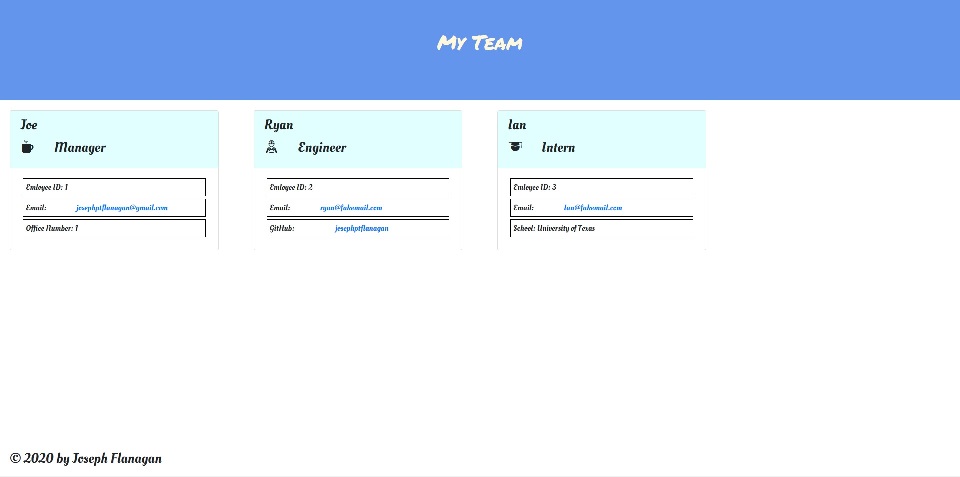 My Team
Joe
Manager
Emloyee ID: 1
Email: josephptflanagan@gmail.com
Office Number: 1
Ryan
Engineer
Emloyee ID: 2
Email: ryan@fakemail.com
GitHub: josephptflanagan
Ian
Intern
Emloyee ID: 3
Email: Ian@fakemail.com
School: University of Texas
© 2020 by Joseph Flanagan